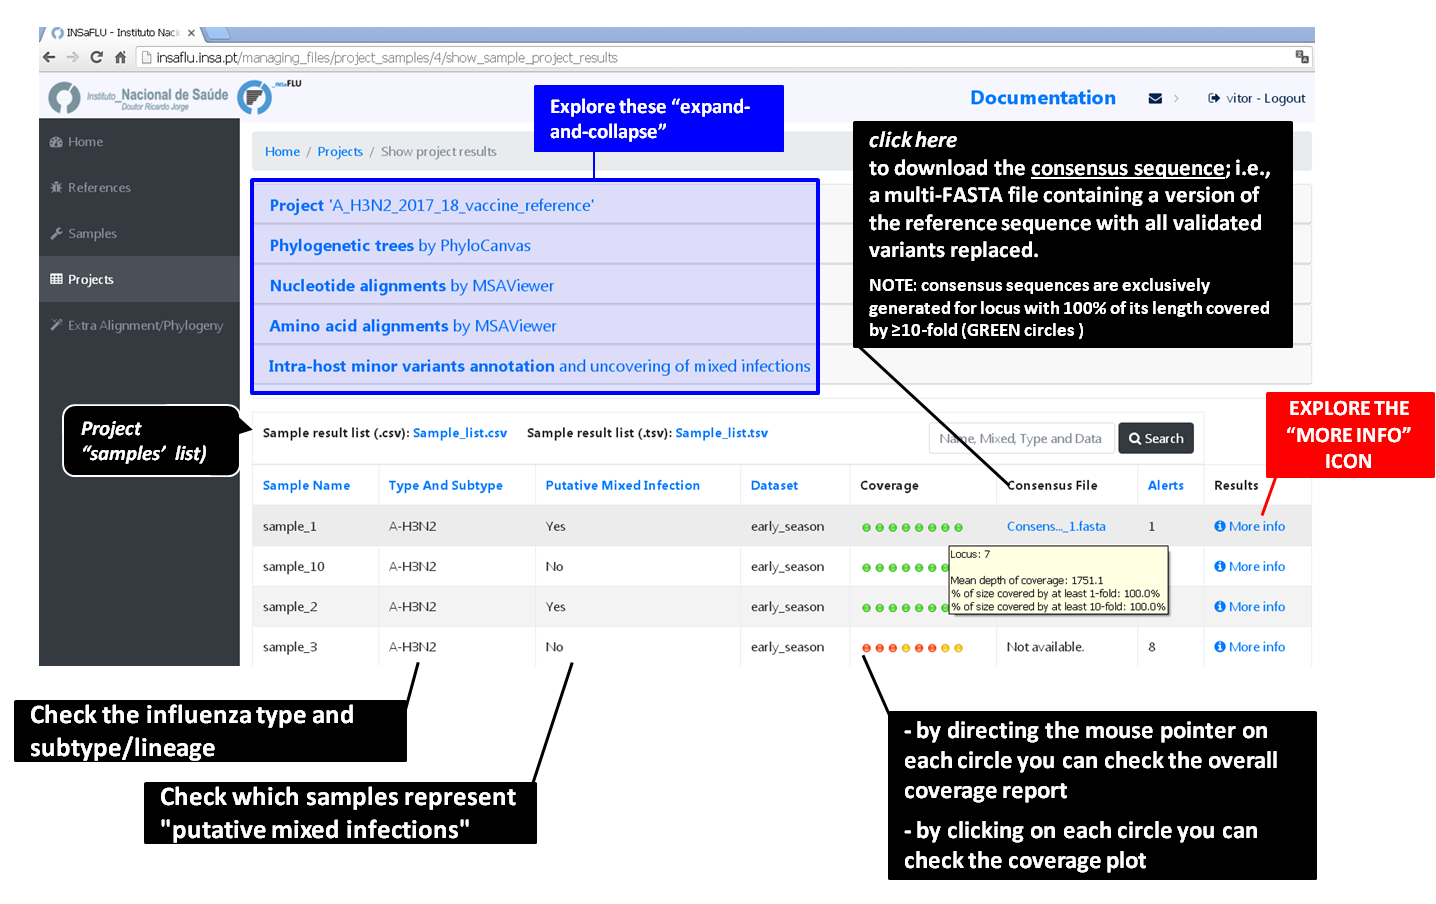 INSaFLU - Instituto Naci
insaflu.insa.pt/managing_files/project_samples/4/show_sample_project_results
Instituto_Nacional de Saúde
Doutor Ricardo Jorge
_INSaFLU
Documentation
vitor - Logout
Home
References
Samples
Projects
Extra Alignment/Phylogeny
Explore these “expand-
and-collapse”
Home / Projects / Show project results
Project 'A_H3N2_2017_18_vaccine_reference'
Phylogenetic trees by PhyloCanvas
Nucleotide alignments by MSAViewer
Amino acid alignments by MSAViewer
Intra-host minor variants annotation and uncovering of mixed infections
click here
to download the consensus sequence; i.e.,
a multi-FASTA file containing a version of
the reference sequence with all validated
variants replaced.
NOTE: consensus sequences are exclusively
generated for locus with 100% of its length covered
by ≥10-fold (GREEN circles )
Project
“samples’ list)
EXPLORE THE
“MORE INFO”
ICON
Sample result list (.csv): Sample_list.csv Sample result list (.tsv): Sample_list.tsv
Name, Mixed, Type and Data
Search
Sample Name Type And Subtype Putative Mixed Infection Dataset Coverage Consensus File Alerts Results
sample_1 A-H3N2 Yes early_season Consens..._1.fasta 1 More info
sample_10 A-H3N2 No early_season More info
sample_2 A-H3N2 Yes early_season More info
sample_3 A-H3N2 No early_season Not available. 8 More info
Locus: 7
Mean depth of coverage: 1751.1
% of size covered by at least 1-fold: 100.0%
% of size covered by at least 10-fold: 100.0%
Check the influenza type and
subtype/lineage
Check which samples represent
"putative mixed infections"
- by directing the mouse pointer on
each circle you can check the overall
coverage report
- by clicking on each circle you can
check the coverage plot